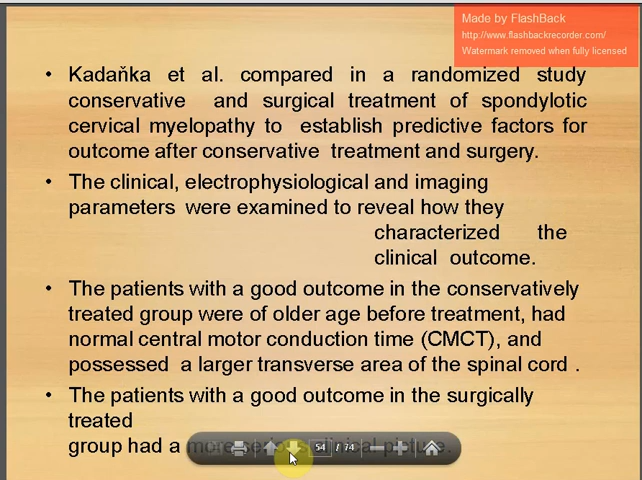 Made by FlashBack
http://www.flashbackrecorder.com/
Watermark removed when fully licensed
• Kadaňka et al. compared in a randomized study
conservative and surgical treatment of spondylotic
cervical myelopathy to establish predictive factors for
outcome after conservative treatment and surgery.
• The clinical, electrophysiological and imaging
parameters were examined to reveal how they
characterized the
clinical outcome.
• The patients with a good outcome in the conservatively
treated group were of older age before treatment, had
normal central motor conduction time (CMCT), and
possessed a larger transverse area of the spinal cord .
• The patients with a good outcome in the surgically
treated
group had a more serious clinical picture.
54 / 74